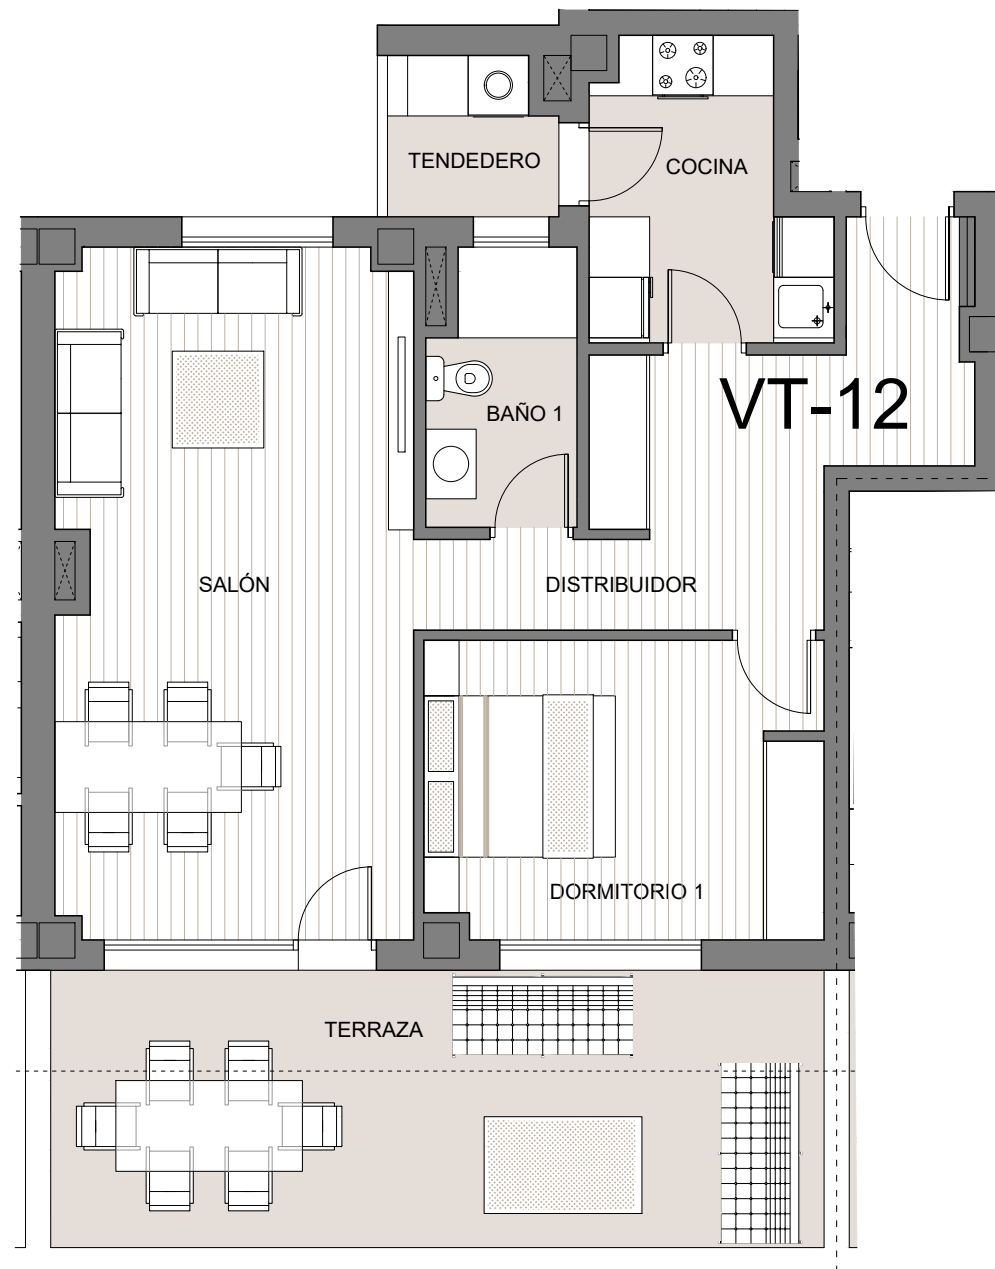 TENDEDERO
COCINA
VT-12
BAÑO 1
SALÓN
DISTRIBUIDOR
DORMITORIO 1
TERRAZA